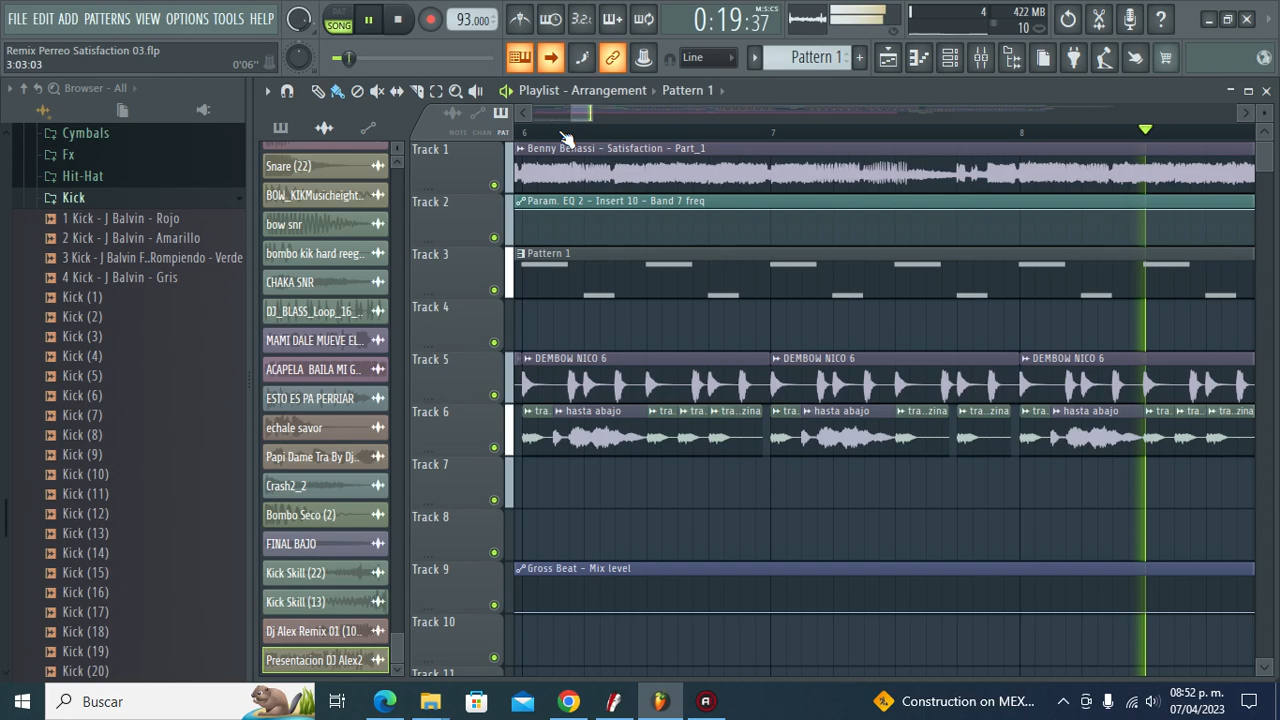 FILE EDIT ADD PATTERNS VIEW OPTIONS TOOLS HELP
PAT
SONG
93.000
3.2
0:19:37
M:S:CS
4
422 MB
10
Remix Perreo Satisfaction 03.flp
3:03:03
0'06"
Line
Pattern 1
Browser - All
Playlist - Arrangement
Pattern 1
NOTE CHAN PAT
6
7
8
Cymbals
Fx
Hit-Hat
Kick
1 Kick - J Balvin - Rojo
2 Kick - J Balvin - Amarillo
3 Kick - J Balvin F..Rompiendo - Verde
4 Kick - J Balvin - Gris
Kick (1)
Kick (2)
Kick (3)
Kick (4)
Kick (5)
Kick (6)
Kick (7)
Kick (8)
Kick (9)
Kick (10)
Kick (11)
Kick (12)
Kick (13)
Kick (14)
Kick (15)
Kick (16)
Kick (17)
Kick (18)
Kick (19)
Kick (20)
Snare (22)
BOW_KIKMusicheight..
bow snr
bombo kik hard reeg..
CHAKA SNR
DJ_BLASS_Loop_16_..
MAMI DALE MUEVE EL..
ACAPELA BAILA MI G..
ESTO ES PA PERRIAR
echale savor
Papi Dame Tra By Dj..
Crash2_2
Bombo Seco (2)
FINAL BAJO
Kick Skill (22)
Kick Skill (13)
Dj Alex Remix 01 (10..
Presentacion DJ Alex2
Track 1
Benny Benassi - Satisfaction - Part_1
Track 2
Param. EQ 2 - Insert 10 - Band 7 freq
Track 3
Pattern 1
Track 4
Track 5
DEMBOW NICO 6
DEMBOW NICO 6
DEMBOW NICO 6
Track 6
tra.. hasta abajo tra.. tra.. tra..zina tra.. hasta abajo tra..zina tra..zina tra.. hasta abajo tra.. tra.. tra..zina
Track 7
Track 8
Track 9
Gross Beat - Mix level
Track 10
Track 11
Buscar
Construction on MEX...
08:52 p. m.
07/04/2023